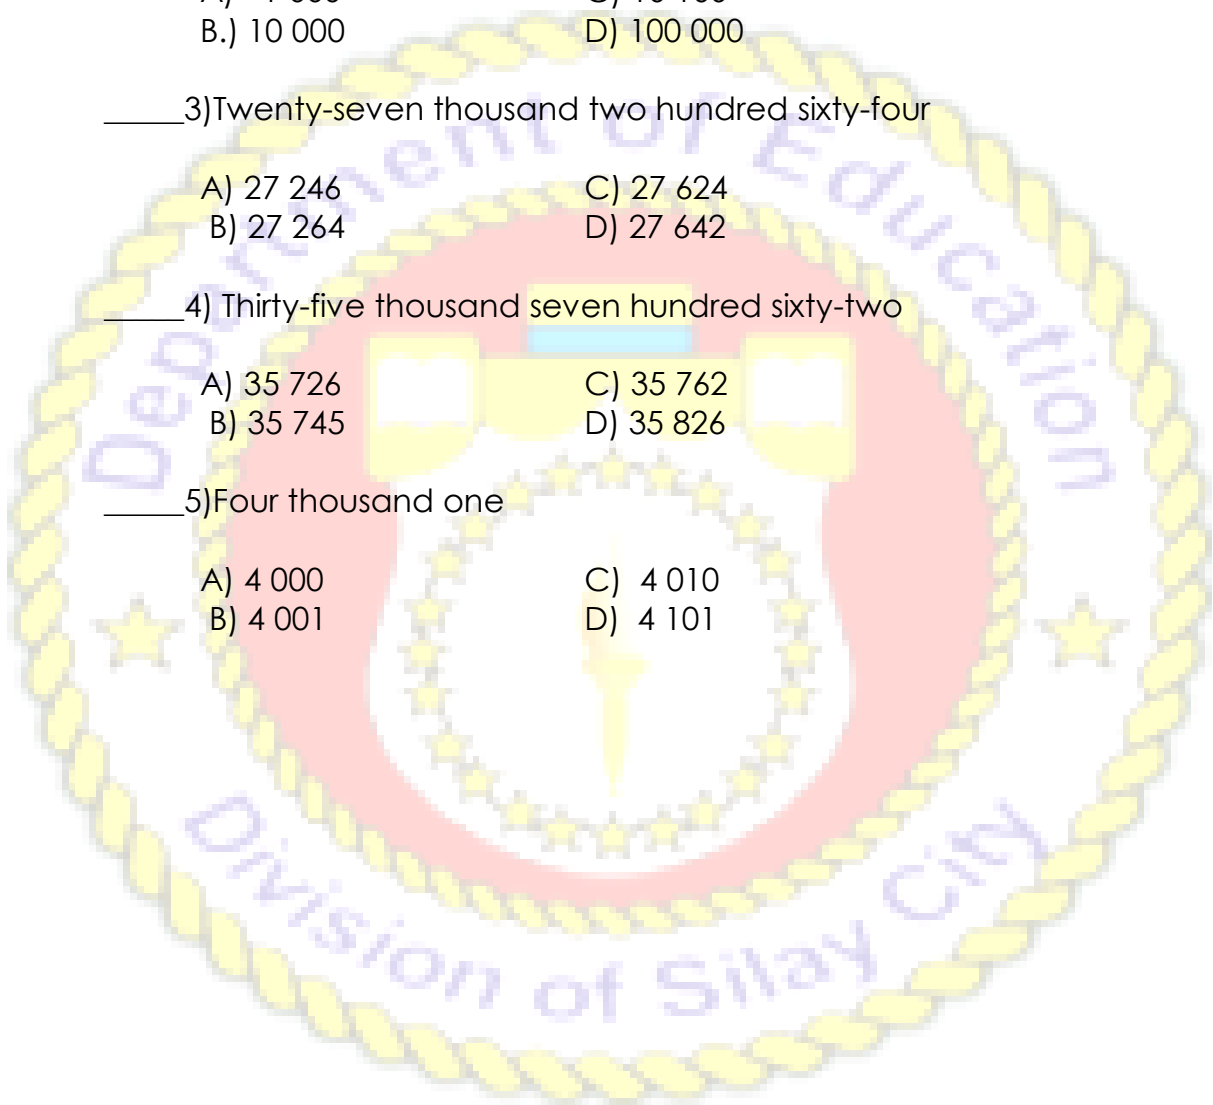 B.) 10 000 D) 100 000
_____3)Twenty-seven thousand two hundred sixty-four
A) 27 246 C) 27 624
B) 27 264 D) 27 642
_____4) Thirty-five thousand seven hundred sixty-two
A) 35 726 C) 35 762
B) 35 745 D) 35 826
_____5)Four thousand one
A) 4 000 C) 4 010
B) 4 001 D) 4 101
Department of Education
Division of Silay City